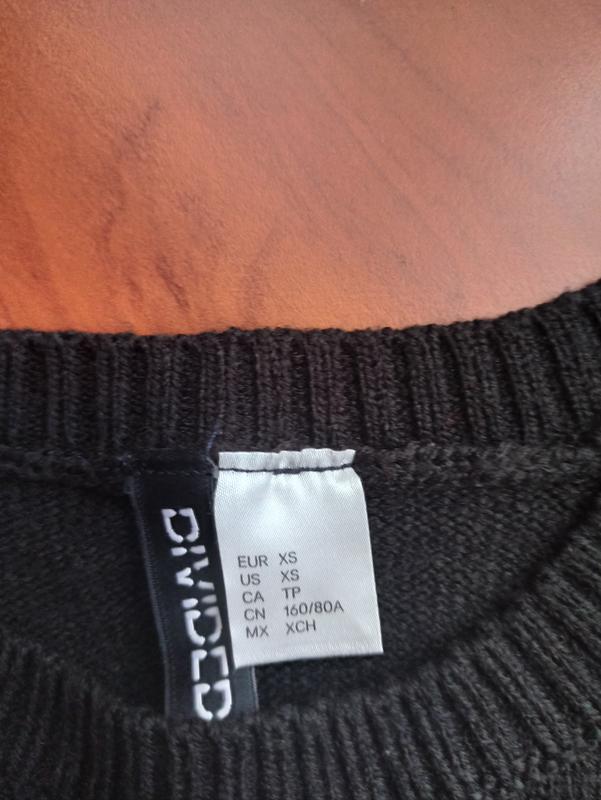 DIVIDED
EUR XS
US XS
CA TP
CN 160/80A
MX XCH